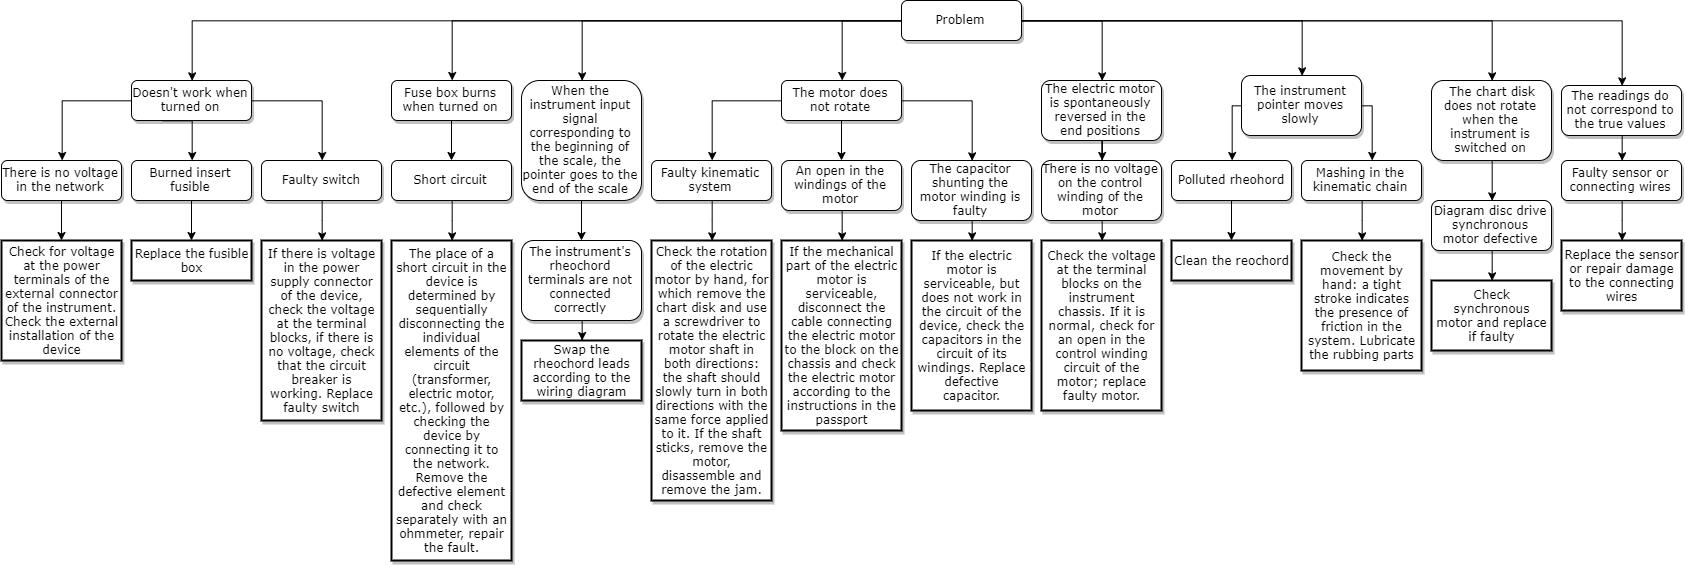 Problem
Doesn't work when
turned on
Fuse box burns
when turned on
When the
instrument input
signal
corresponding to
the beginning of
the scale, the
pointer goes to the
end of the scale
The motor does
not rotate
The electric motor
is spontaneously
reversed in the
end positions
The instrument
pointer moves
slowly
The chart disk
does not rotate
when the
instrument is
switched on
The readings do
not correspond to
the true values
There is no voltage
in the network
Burned insert
fusible
Faulty switch
Short circuit
Faulty kinematic
system
An open in the
windings of the
motor
The capacitor
shunting the
motor winding is
faulty
There is no voltage
on the control
winding of the
motor
Polluted rheohord
Mashing in the
kinematic chain
Diagram disc drive
synchronous
motor defective
Faulty sensor or
connecting wires
Check for voltage
at the power
terminals of the
external connector
of the instrument.
Check the external
installation of the
device
Replace the fusible
box
If there is voltage
in the power
supply connector
of the device,
check the voltage
at the terminal
blocks, if there is
no voltage, check
that the circuit
breaker is
working. Replace
faulty switch
The place of a
short circuit in the
device is
determined by
sequentially
disconnecting the
individual
elements of the
circuit
(transformer,
electric motor,
etc.), followed by
checking the
device by
connecting it to
the network.
Remove the
defective element
and check
separately with an
ohmmeter, repair
the fault.
The instrument's
rheochord
terminals are not
connected
correctly
Swap the
rheochord leads
according to the
wiring diagram
Check the rotation
of the electric
motor by hand, for
which remove the
chart disk and use
a screwdriver to
rotate the electric
motor shaft in
both directions:
the shaft should
slowly turn in both
directions with the
same force applied
to it. If the shaft
sticks, remove the
motor,
disassemble and
remove the jam.
If the mechanical
part of the electric
motor is
serviceable,
disconnect the
cable connecting
the electric motor
to the block on the
chassis and check
the electric motor
according to the
instructions in the
passport
If the electric
motor is
serviceable, but
does not work in
the circuit of the
device, check the
capacitors in the
circuit of its
windings. Replace
defective
capacitor.
Check the voltage
at the terminal
blocks on the
instrument
chassis. If it is
normal, check for
an open in the
control winding
circuit of the
motor; replace
faulty motor.
Clean the reochord
Check the
movement by
hand: a tight
stroke indicates
the presence of
friction in the
system. Lubricate
the rubbing parts
Check
synchronous
motor and replace
if faulty
Replace the sensor
or repair damage
to the connecting
wires